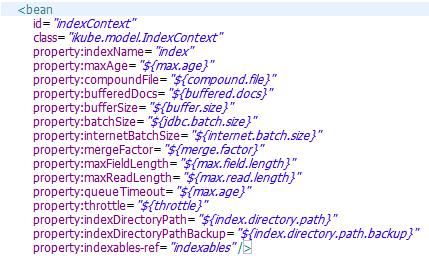 <bean
id="indexContext"
class="ikube.model.IndexContext"
property:indexName="index"
property:maxAge="${max.age}"
property:compoundFile="${compound.file}"
property:bufferedDocs="${buffered.docs}"
property:bufferSize="${buffer.size}"
property:batchSize="${jdbc.batch.size}"
property:internetBatchSize="${internet.batch.size}"
property:mergeFactor="${merge.factor}"
property:maxFieldLength="${max.field.length}"
property:maxReadLength="${max.read.length}"
property:queueTimeout="${max.age}"
property:throttle="${throttle}"
property:indexDirectoryPath="${index.directory.path}"
property:indexDirectoryPathBackup="${index.directory.path.backup}"
property:indexables-ref="indexables"/>